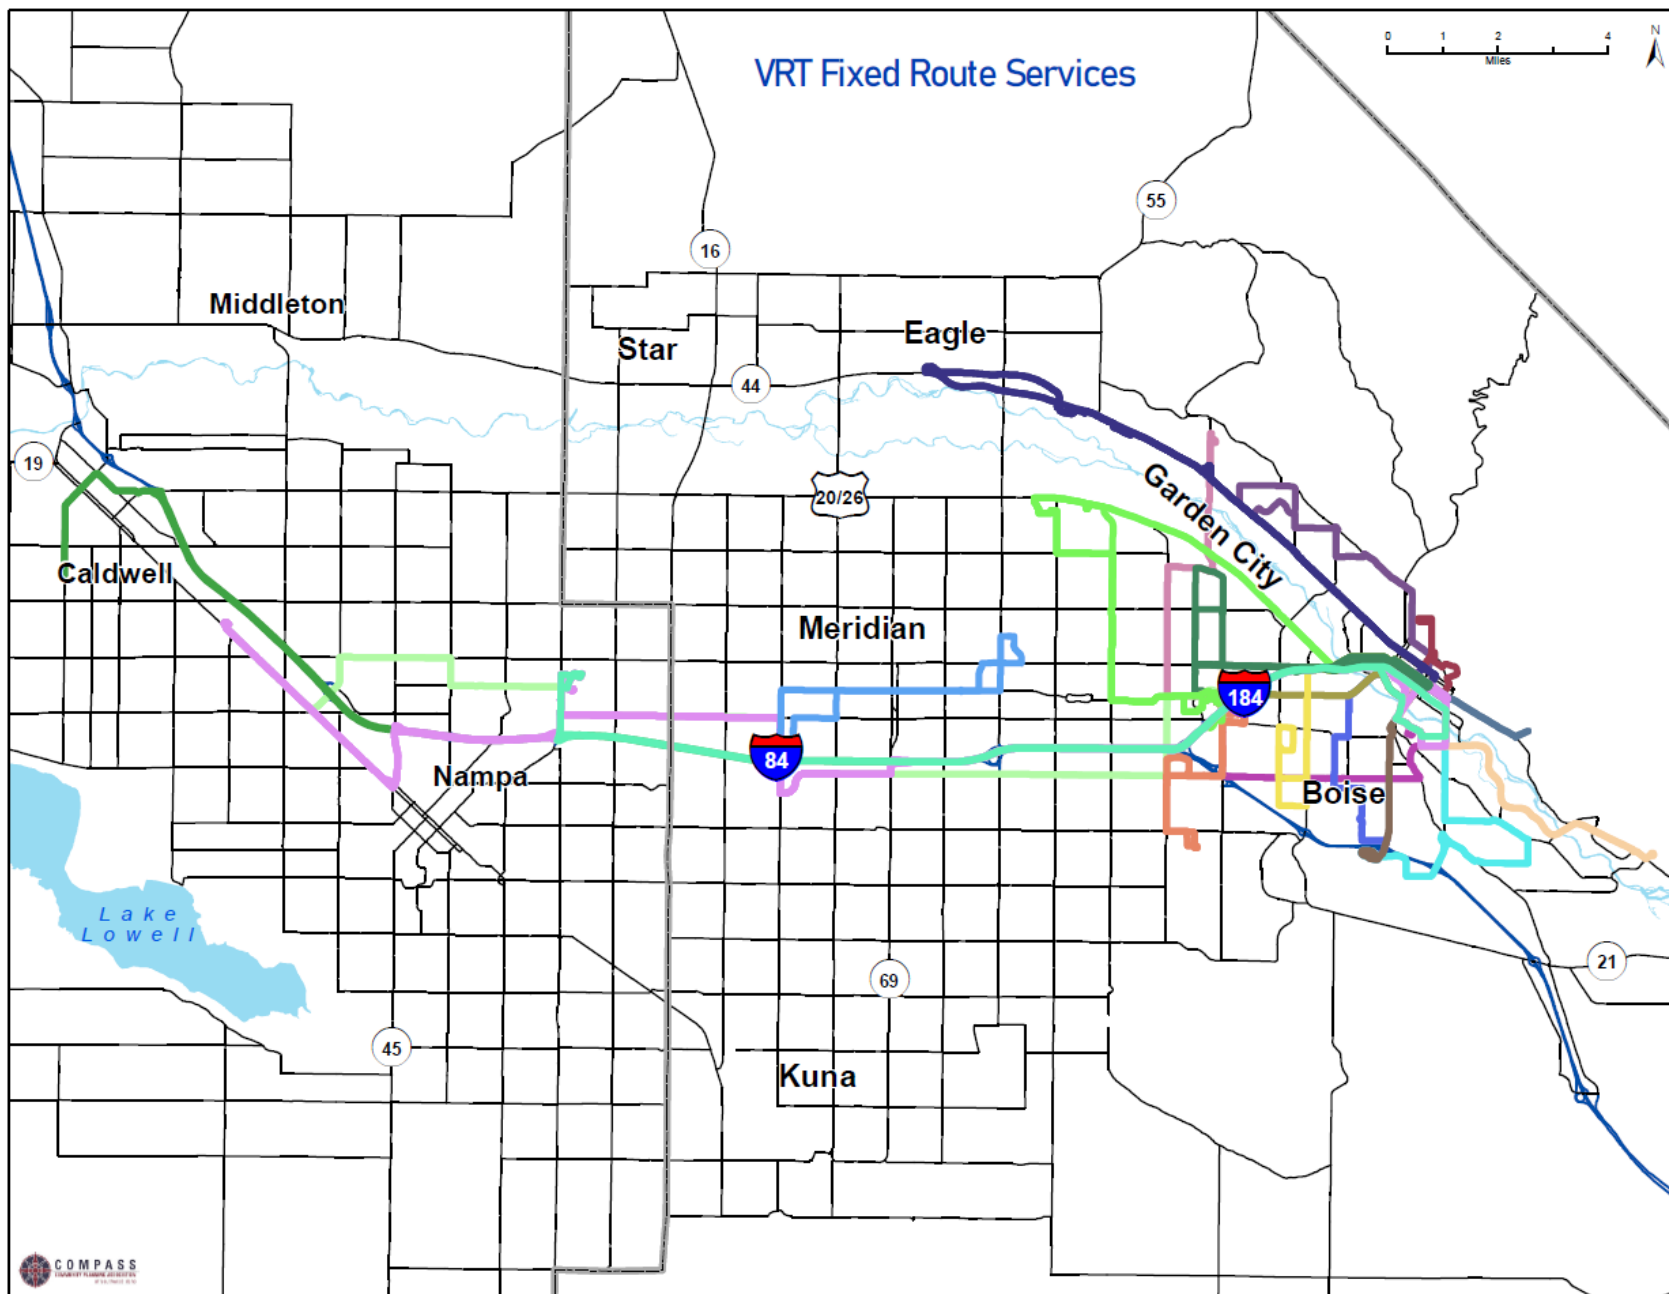 VRT Fixed Route Services
0 1 2 4
Miles
N
55
16
Middleton
Eagle
Star
44
19
20/26
Garden City
Caldwell
Meridian
184
84
Nampa
Boise
Lake
Lowell
21
69
45
Kuna
COMPASS